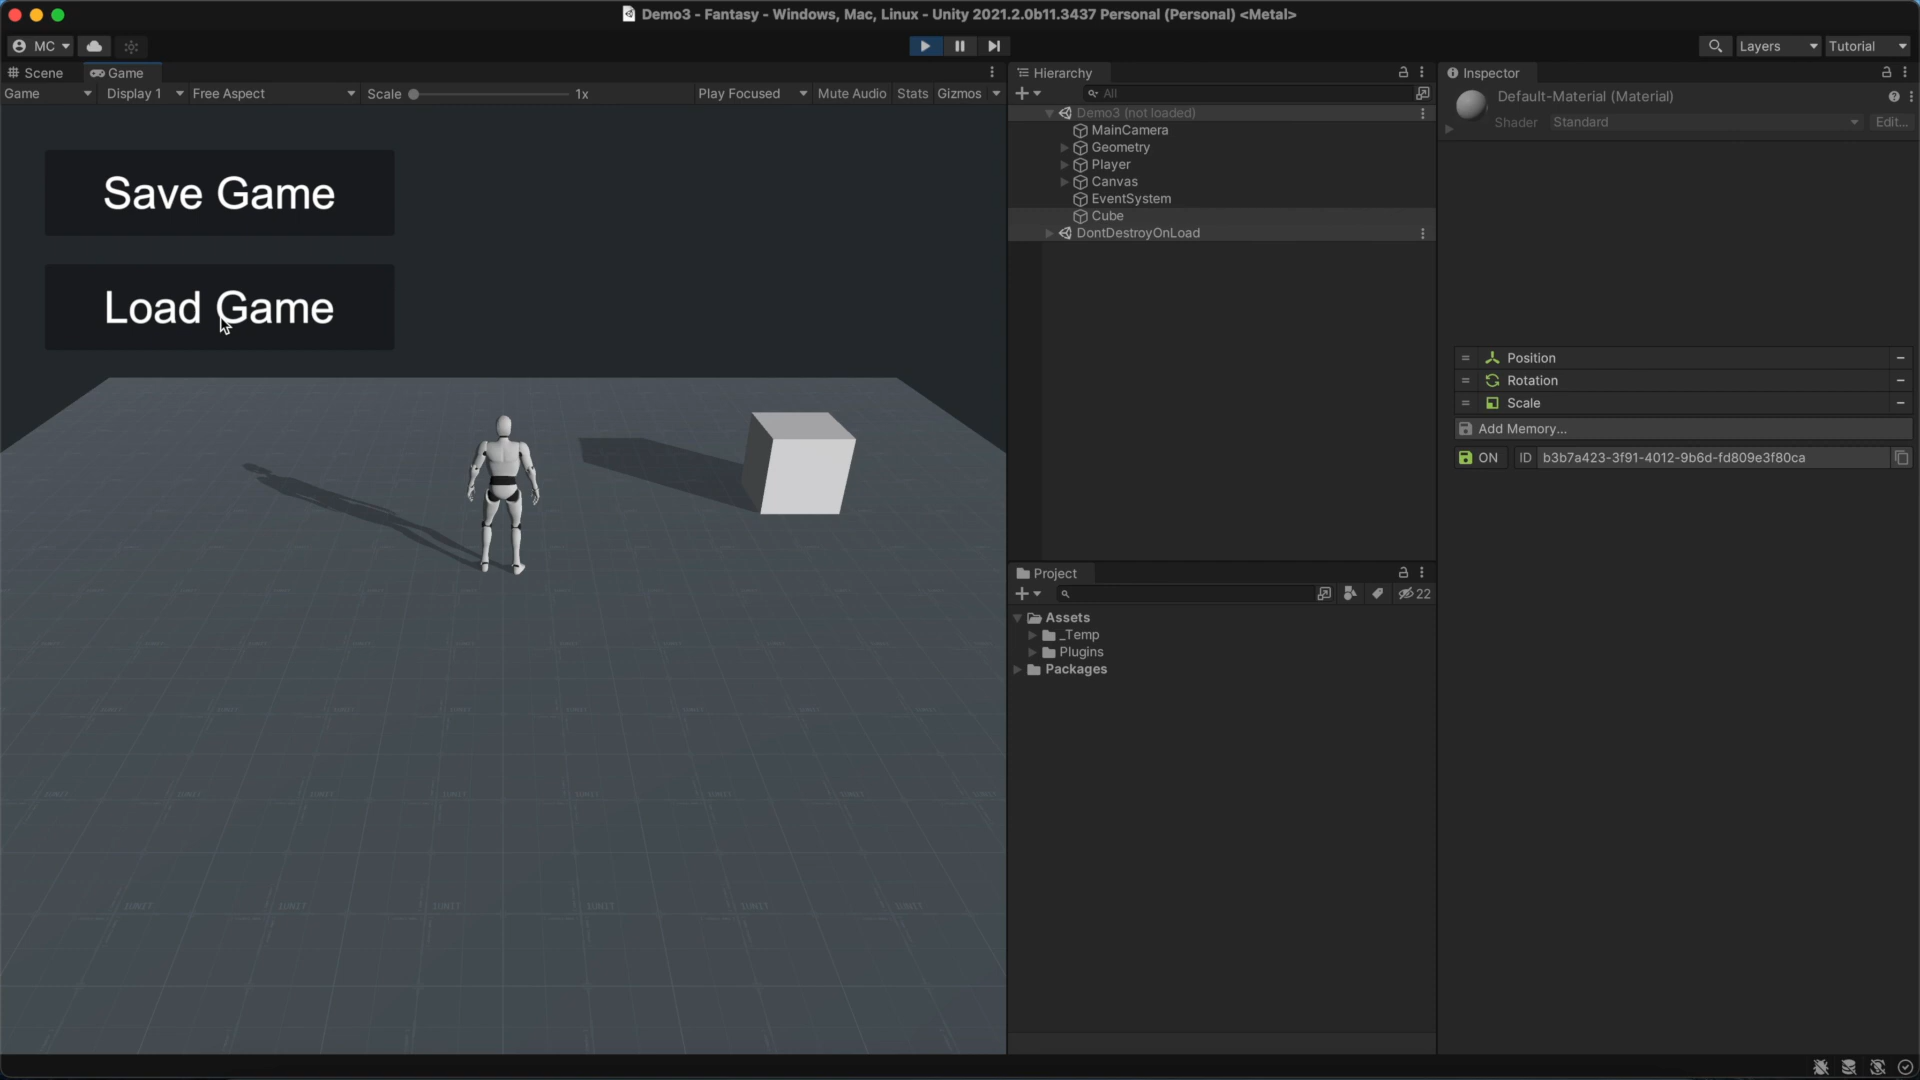 Demo3 - Fantasy - Windows, Mac, Linux - Unity 2021.2.0b11.3437 Personal (Personal) <Metal>
MC
Layers
Tutorial
Scene
Game
Game
Display 1
Free Aspect
Scale
1x
Play Focused
Mute Audio
Stats
Gizmos
Save Game
Load Game
Hierarchy
All
Demo3 (not loaded)
MainCamera
Geometry
Player
Canvas
EventSystem
Cube
DontDestroyOnLoad
Project
22
Assets
_Temp
Plugins
Packages
Inspector
Default-Material (Material)
Shader
Standard
Edit...
Position
Rotation
Scale
Add Memory...
ON
ID
b3b7a423-3f91-4012-9b6d-fd809e3f80ca